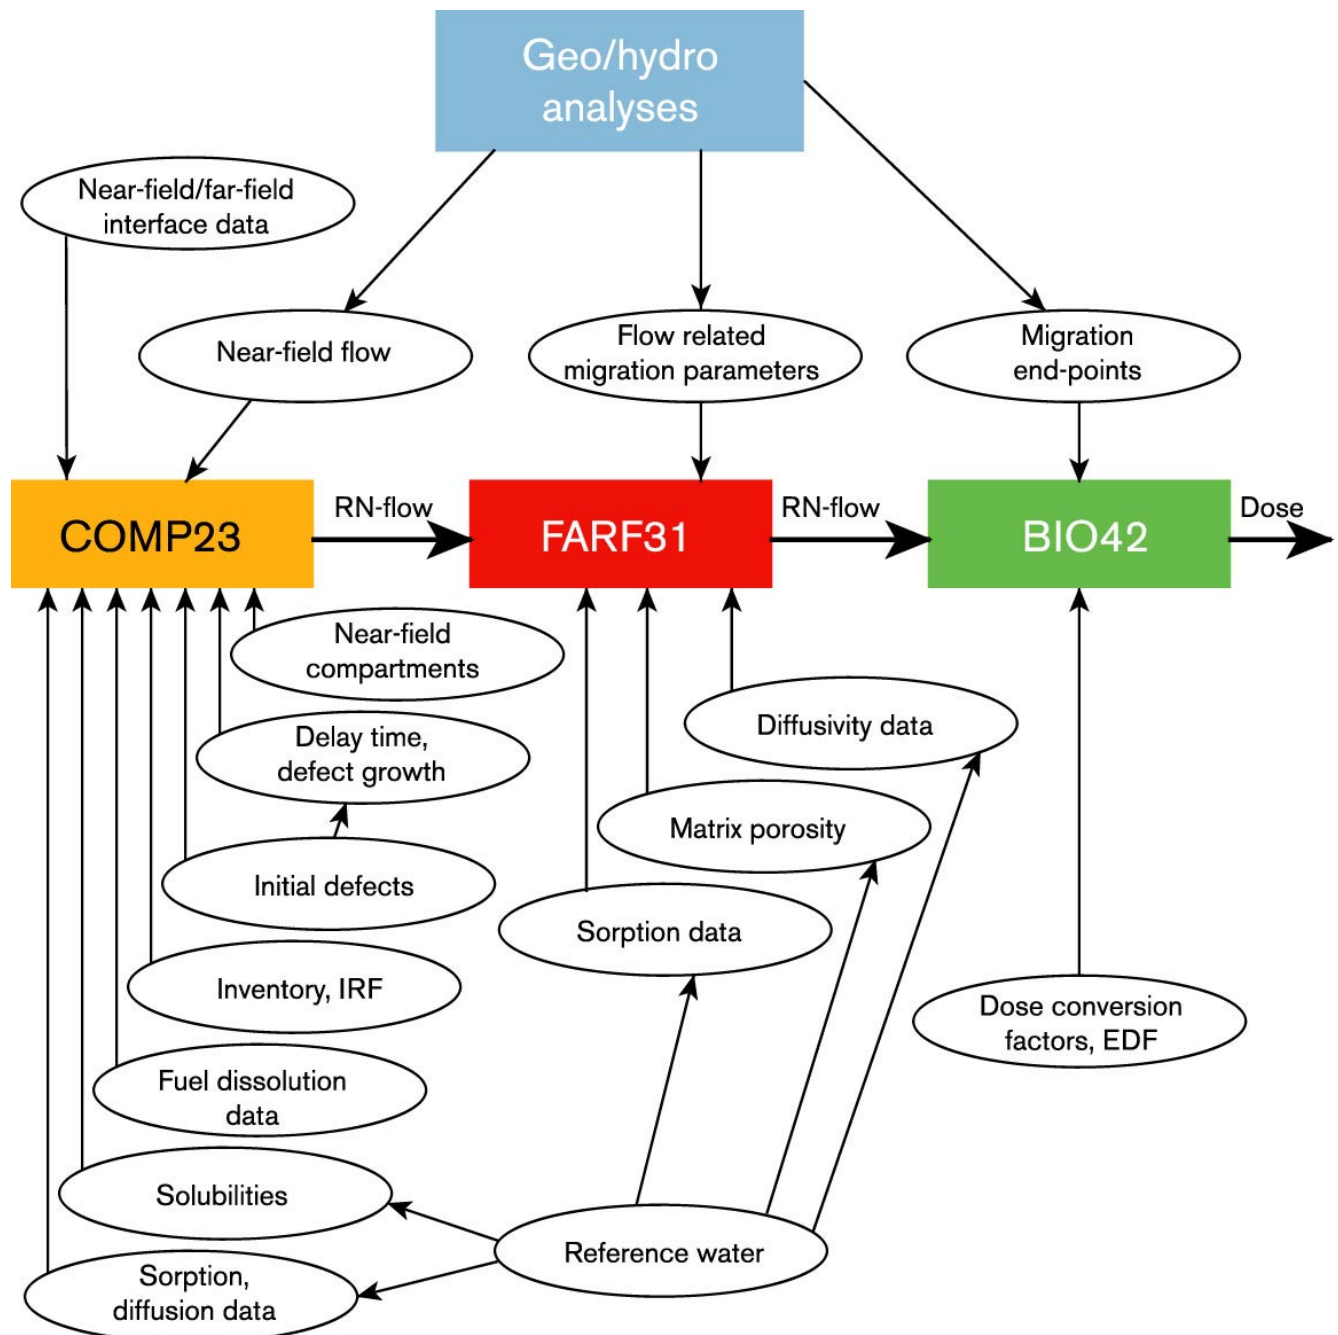 Geo/hydro
analyses
Near-field/far-field
interface data
Near-field flow
Flow related
migration parameters
Migration
end-points
COMP23
RN-flow
FARF31
RN-flow
BIO42
Dose
Near-field
compartments
Delay time,
defect growth
Diffusivity data
Matrix porosity
Initial defects
Sorption data
Inventory, IRF
Dose conversion
factors, EDF
Fuel dissolution
data
Solubilities
Reference water
Sorption,
diffusion data